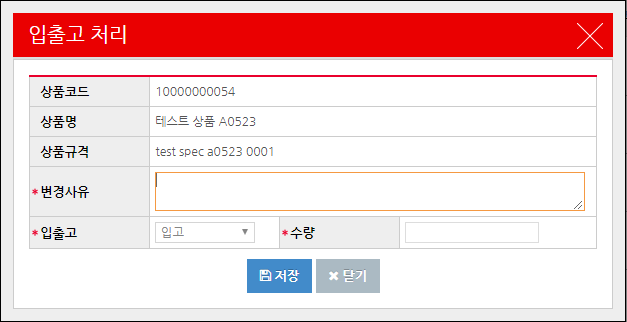 입출고 처리
상품코드 10000000054
상품명 테스트 상품 A0523
상품규격 test spec a0523 0001
* 변경사유
* 입출고 입고 ▼ * 수량
저장 × 닫기